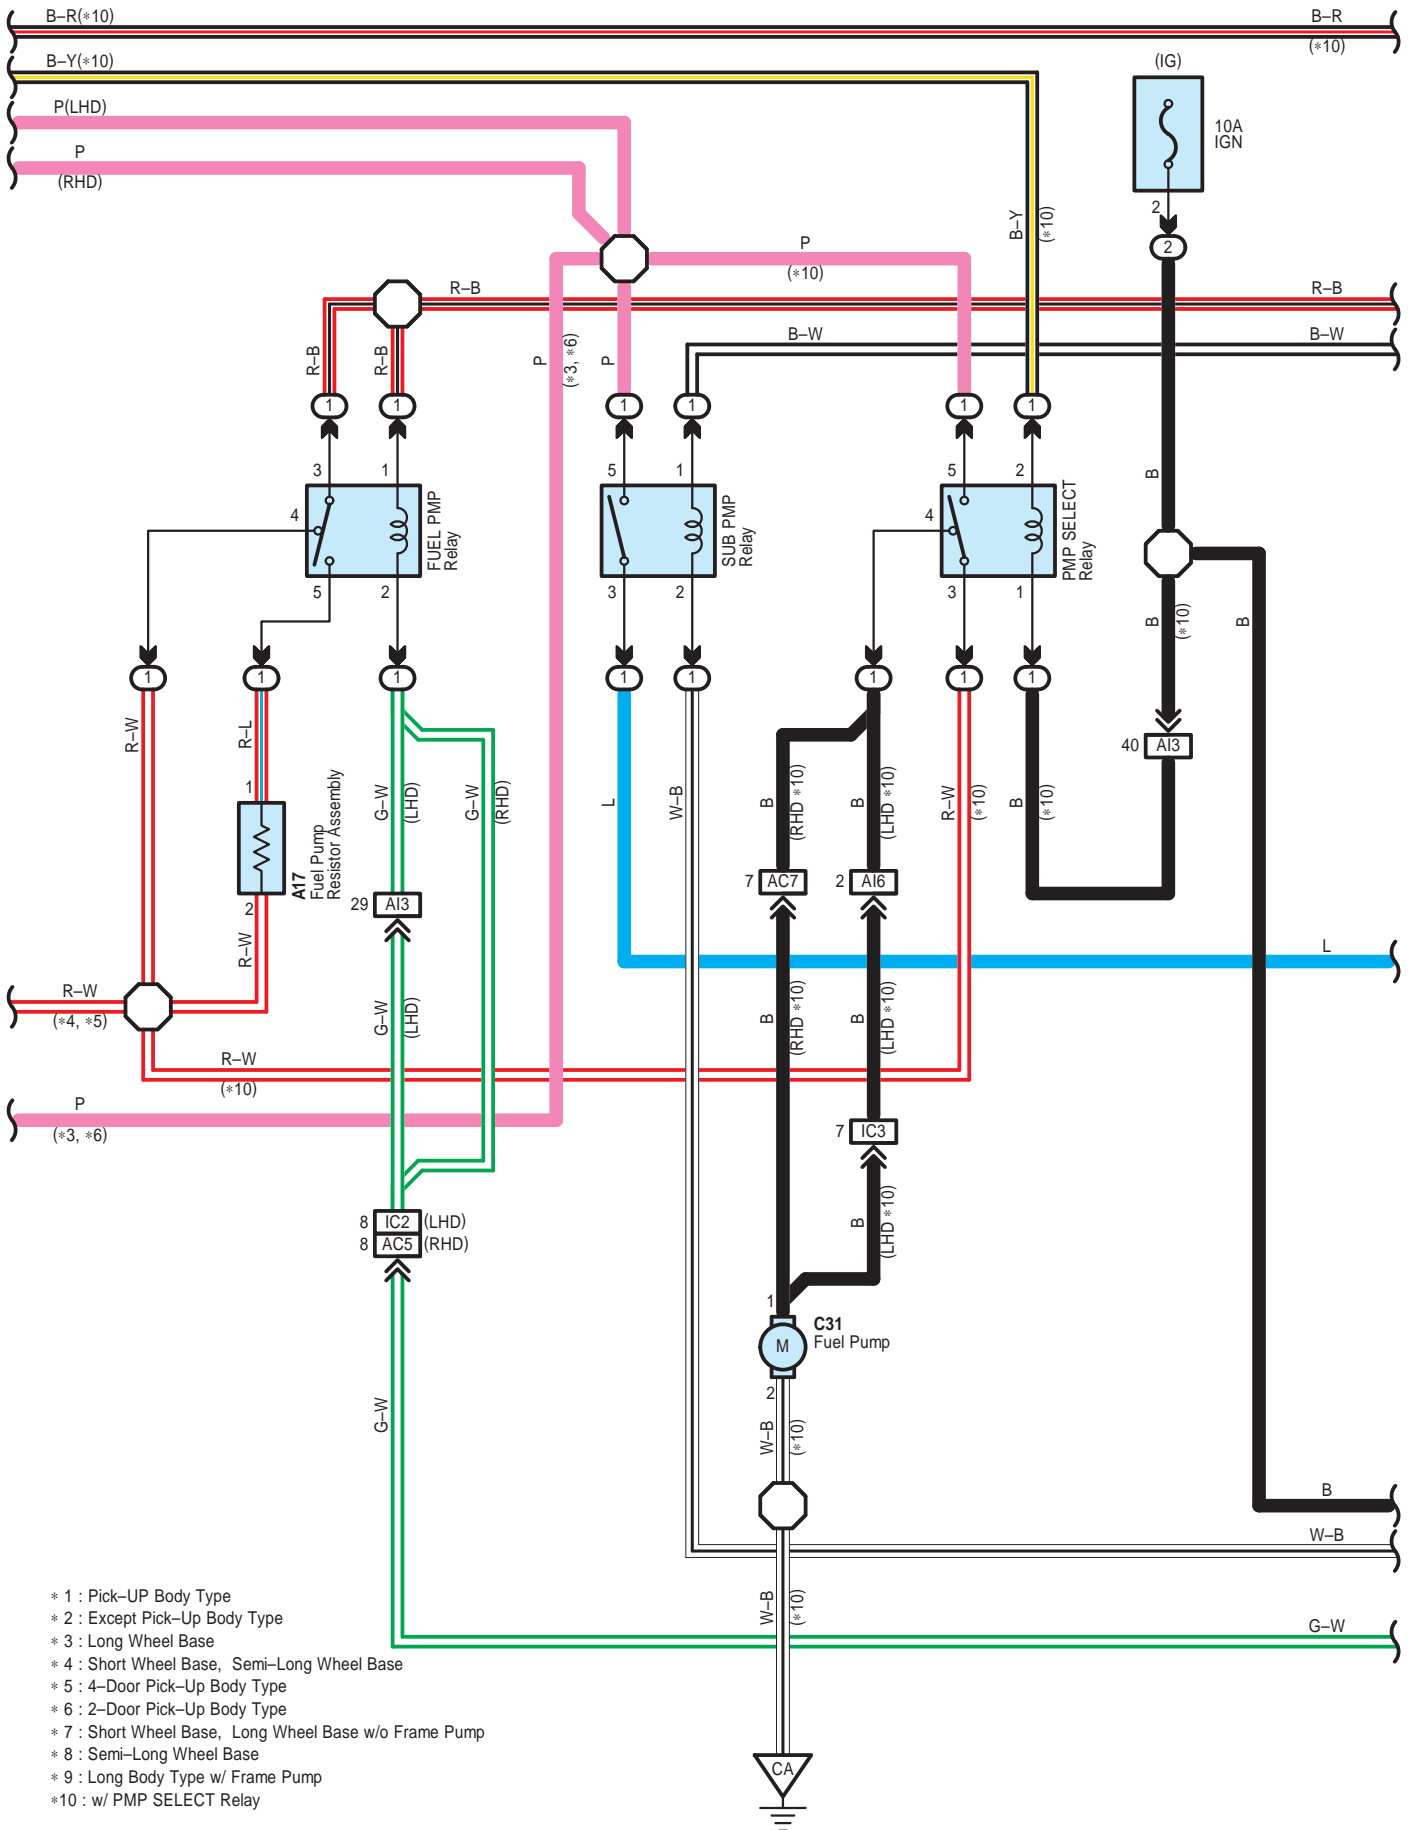 B–R(∗10)
B–R
(∗10)
B–Y(∗10)
(IG)
P(LHD)
10A
IGN
P
(RHD)
2
2
B–Y
(∗10)
P
(∗10)
R–B
R–B
B–W
B–W
R–B
R–B
P
(∗3, ∗6)
P
1
1
1
1
1
1
3
1
5
1
5
2
B
4
FUEL PMP
Relay
SUB PMP
Relay
4
PMP SELECT
Relay
5
2
3
2
3
1
B
(∗10)
B
1
1
1
1
1
1
1
1
R–W
R–L
40
AI3
1
A17
Fuel Pump
Resistor Assembly
2
R–W
G–W
(LHD)
G–W
(RHD)
L
W–B
B
(RHD ∗10)
B
(LHD ∗10)
R–W
(∗10)
B
(∗10)
7
AC7
2
AI6
29
AI3
L
R–W
(∗4, ∗5)
G–W
(LHD)
B
(RHD ∗10)
B
(LHD ∗10)
R–W
(∗10)
P
(∗3, ∗6)
7
IC3
8
IC2
(LHD)
8
AC5
(RHD)
B
(LHD ∗10)
1
C31
Fuel Pump
M
2
G–W
W–B
(∗10)
B
W–B
W–B
(∗10)
G–W
CA
∗ 1 : Pick–UP Body Type
∗ 2 : Except Pick–Up Body Type
∗ 3 : Long Wheel Base
∗ 4 : Short Wheel Base, Semi–Long Wheel Base
∗ 5 : 4–Door Pick–Up Body Type
∗ 6 : 2–Door Pick–Up Body Type
∗ 7 : Short Wheel Base, Long Wheel Base w/o Frame Pump
∗ 8 : Semi–Long Wheel Base
∗ 9 : Long Body Type w/ Frame Pump
∗10 : w/ PMP SELECT Relay